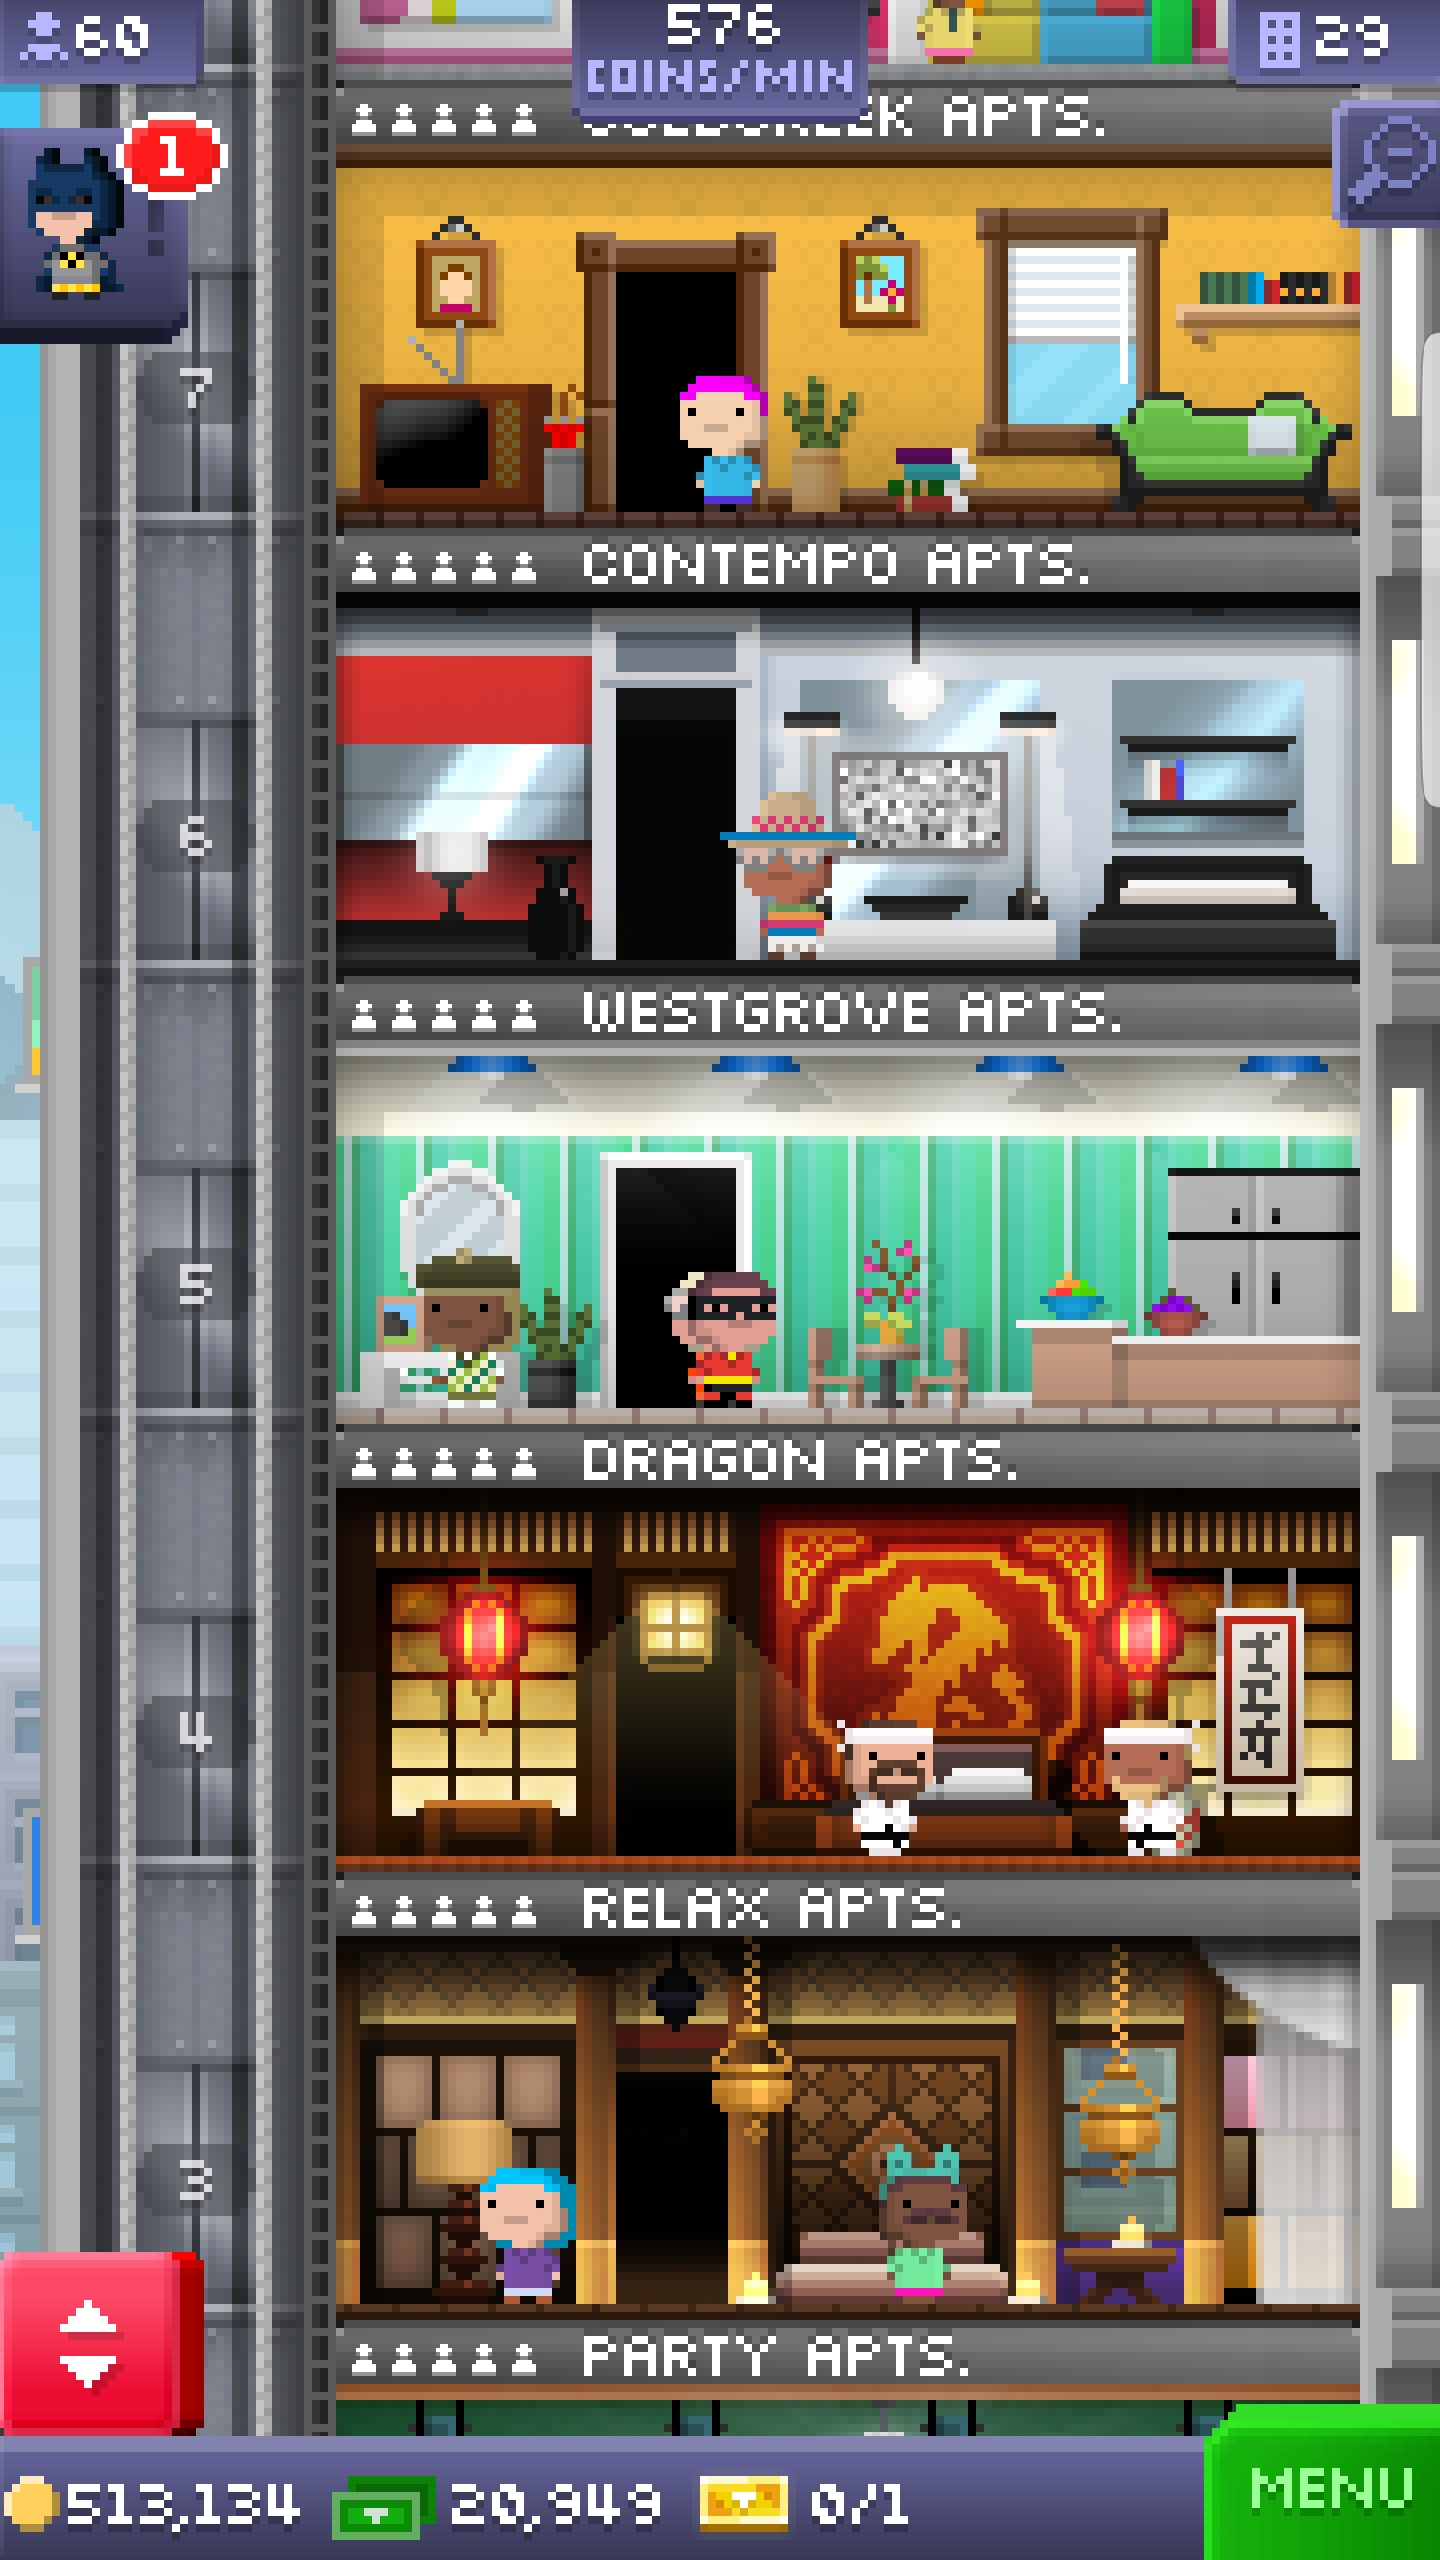 60
576
COINS/MIN
29
1
APTS.
7
CONTEMPO APTS.
6
WESTGROVE APTS.
5
DRAGON APTS.
4
RELAX APTS.
3
PARTY APTS.
513,134
20,949
0/1
MENU